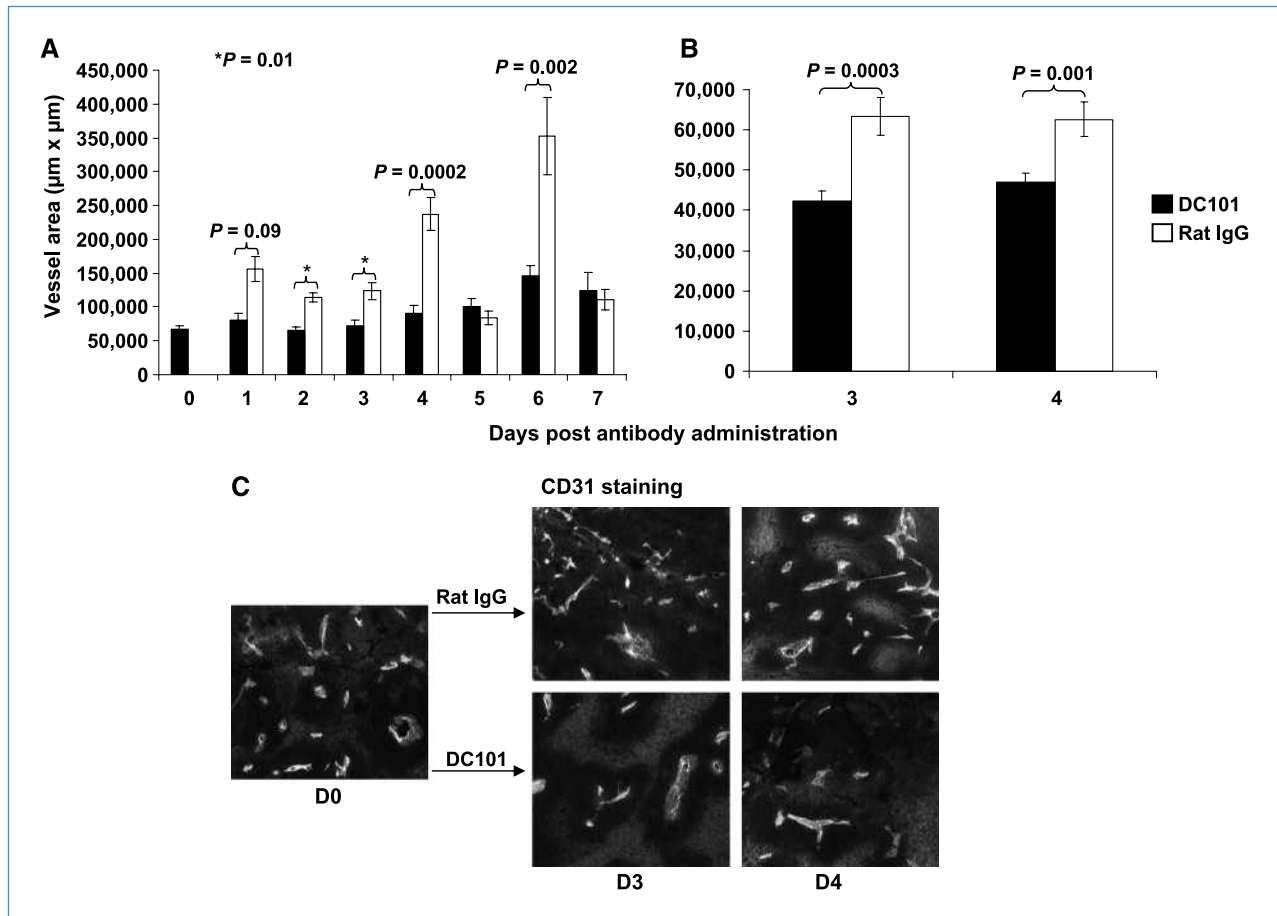 A
*P = 0.01
Vessel area (µm x µm)
450,000
400,000
350,000
300,000
250,000
200,000
150,000
100,000
50,000
0
P = 0.09
*
*
P = 0.0002
P = 0.002
0 1 2 3 4 5 6 7
B
P = 0.0003
P = 0.001
70,000
60,000
50,000
40,000
30,000
20,000
10,000
0
3 4
DC101
Rat IgG
Days post antibody administration
C
CD31 staining
Rat IgG
DC101
D0
D3 D4